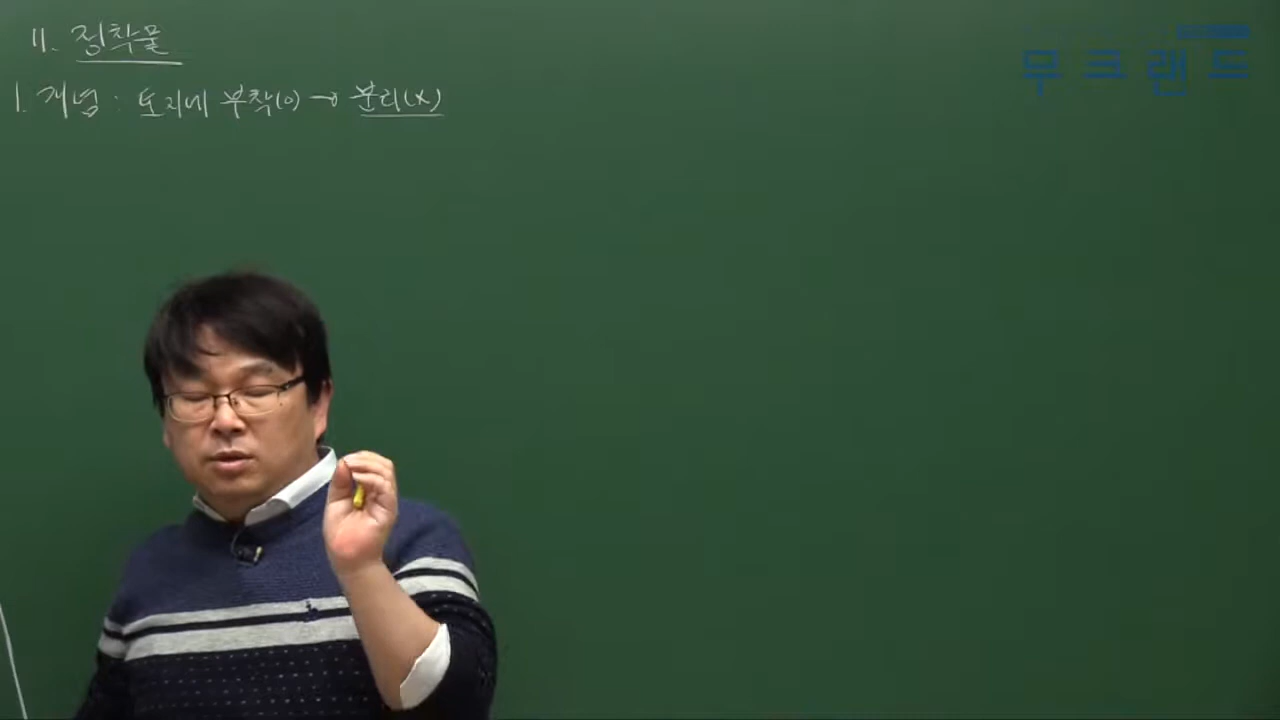 II. 정착물
1. 개념 : 토지에 부착(O) → 분리(X)
무크랜드